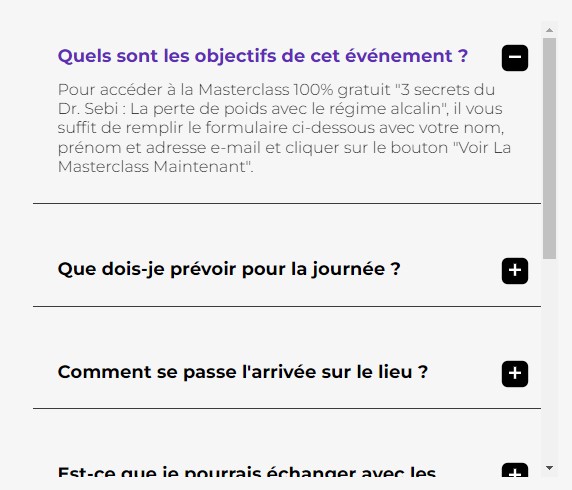 Quels sont les objectifs de cet événement ?
Pour accéder à la Masterclass 100% gratuit "3 secrets du
Dr. Sebi : La perte de poids avec le régime alcalin", il vous
suffit de remplir le formulaire ci-dessous avec votre nom,
prénom et adresse e-mail et cliquer sur le bouton "Voir La
Masterclass Maintenant".
Que dois-je prévoir pour la journée ?
Comment se passe l'arrivée sur le lieu ?
Est-ce que je pourrais échanger avec les